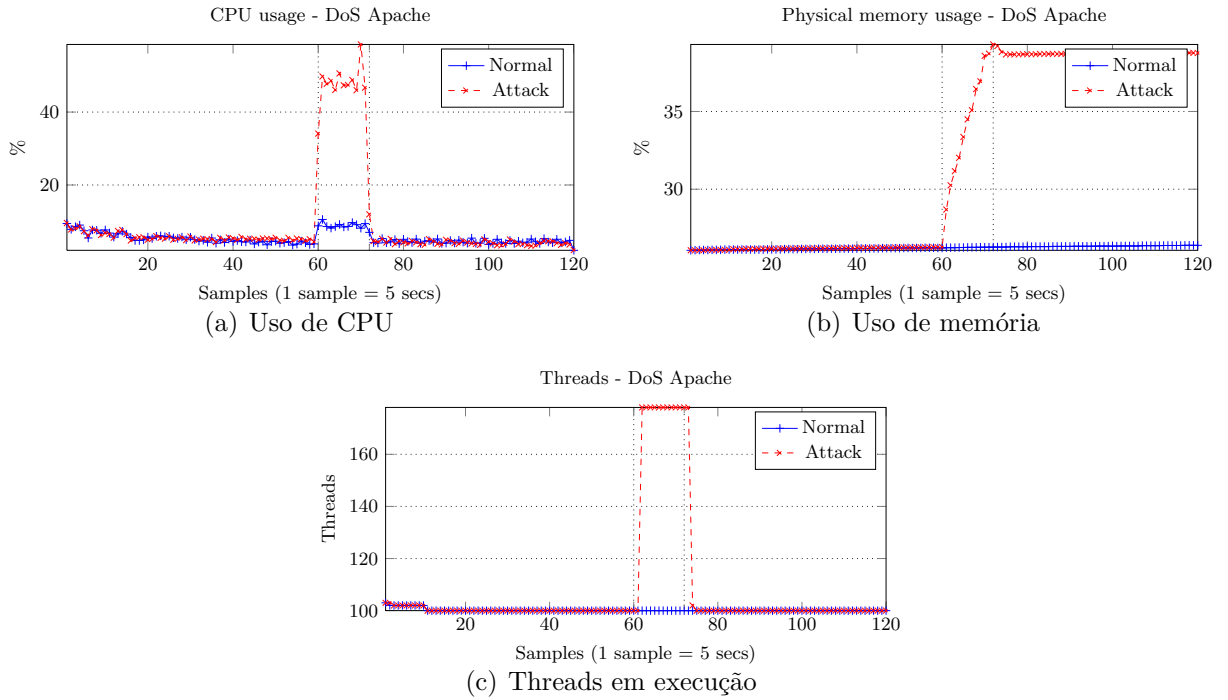 CPU usage - DoS Apache
Normal
Attack
40
20
%
20 40 60 80 100 120
Samples (1 sample = 5 secs)
(a) Uso de CPU
Physical memory usage - DoS Apache
Normal
Attack
35
30
%
20 40 60 80 100 120
Samples (1 sample = 5 secs)
(b) Uso de memória
Threads - DoS Apache
Normal
Attack
160
140
120
100
Threads
20 40 60 80 100 120
Samples (1 sample = 5 secs)
(c) Threads em execução